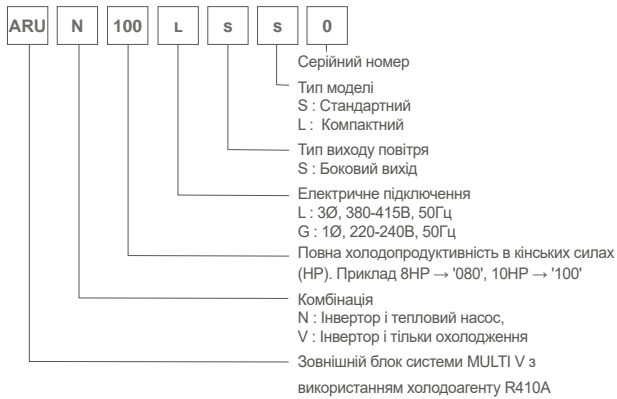 ARU N 100 L S S 0
Серійний номер
Тип моделі
S : Стандартний
L : Компактний
Тип виходу повітря
S : Боковий вихід
Електричне підключення
L : 3Ø, 380-415В, 50Гц
G : 1Ø, 220-240В, 50Гц
Повна холодопродуктивність в кінських силах
(HP). Приклад 8HP → '080', 10HP → '100'
Комбінація
N : Інвертор і тепловий насос,
V : Інвертор і тільки охолодження
Зовнішній блок системи MULTI V з
використанням холодоагенту R410A